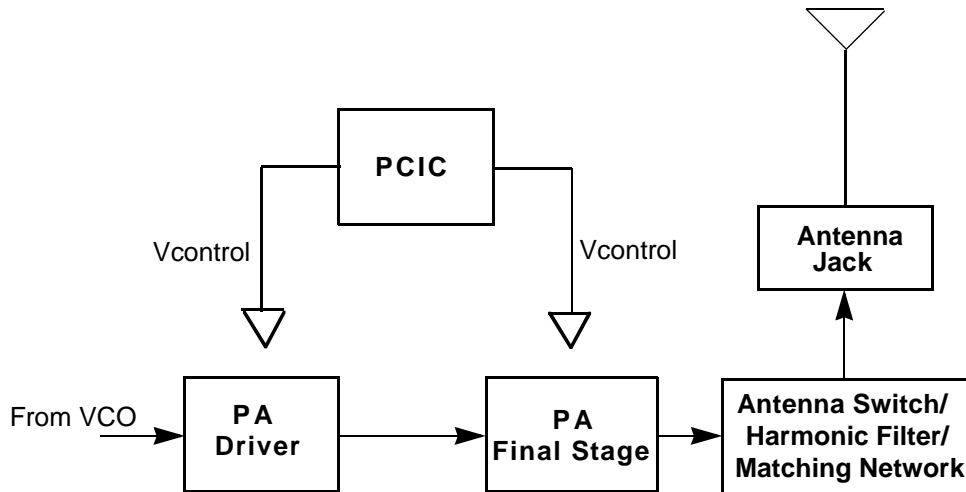 PCIC
Vcontrol
Vcontrol
Antenna
Jack
From VCO
PA
Driver
PA
Final Stage
Antenna Switch/
Harmonic Filter/
Matching Network